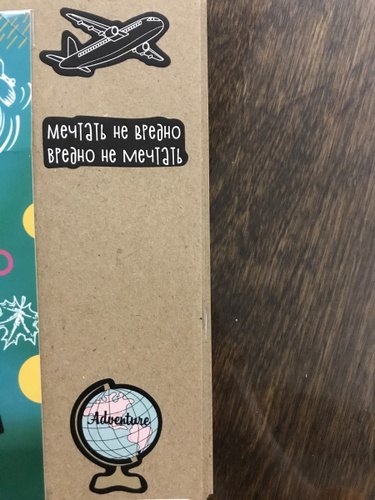 мечтать не вредно
вредно не мечтать
Adventure